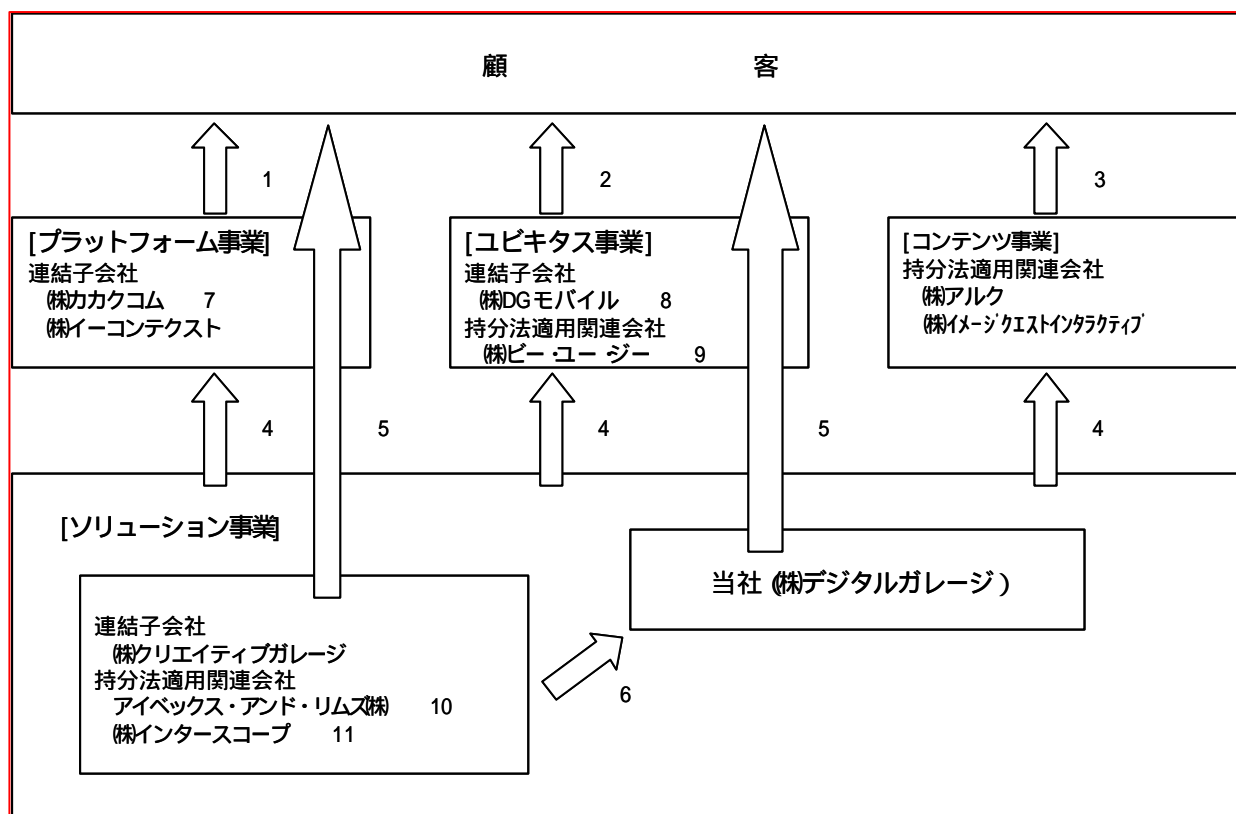 顧 客
1
2
3
[プラットフォーム事業]
連結子会社
㈱カカクコム 7
㈱イーコンテクスト
[ユビキタス事業]
連結子会社
㈱DGモバイル 8
持分法適用関連会社
㈱ビー・ユー・ジー 9
[コンテンツ事業]
持分法適用関連会社
㈱アルク
㈱イメージクエストインタラクティブ
4
5
4
5
4
[ソリューション事業]
当社(㈱デジタルガレージ)
連結子会社
㈱クリエイティブガレージ
持分法適用関連会社
アイベックス・アンド・リムズ㈱ 10
㈱インタースコープ 11
6